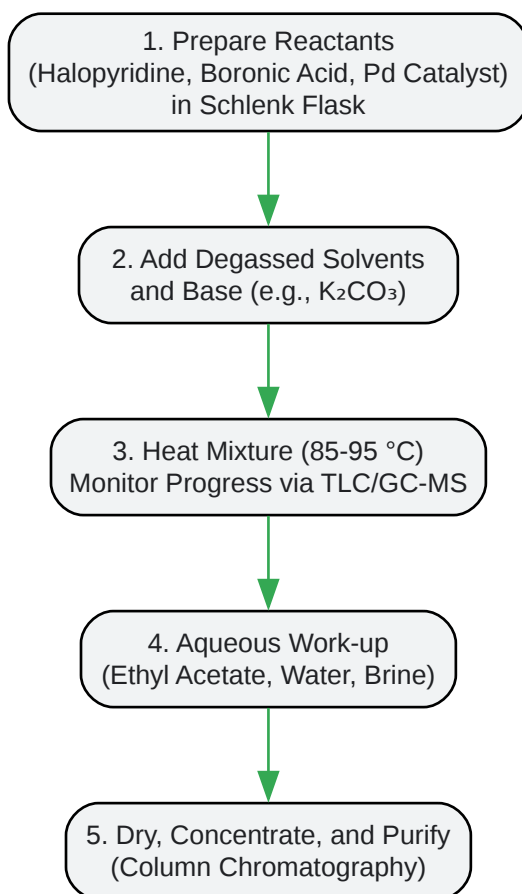 1. Prepare Reactants
(Halopyridine, Boronic Acid, Pd Catalyst)
in Schlenk Flask
2. Add Degassed Solvents
and Base (e.g., K₂CO₃)
3. Heat Mixture (85-95 °C)
Monitor Progress via TLC/GC-MS
4. Aqueous Work-up
(Ethyl Acetate, Water, Brine)
5. Dry, Concentrate, and Purify
(Column Chromatography)